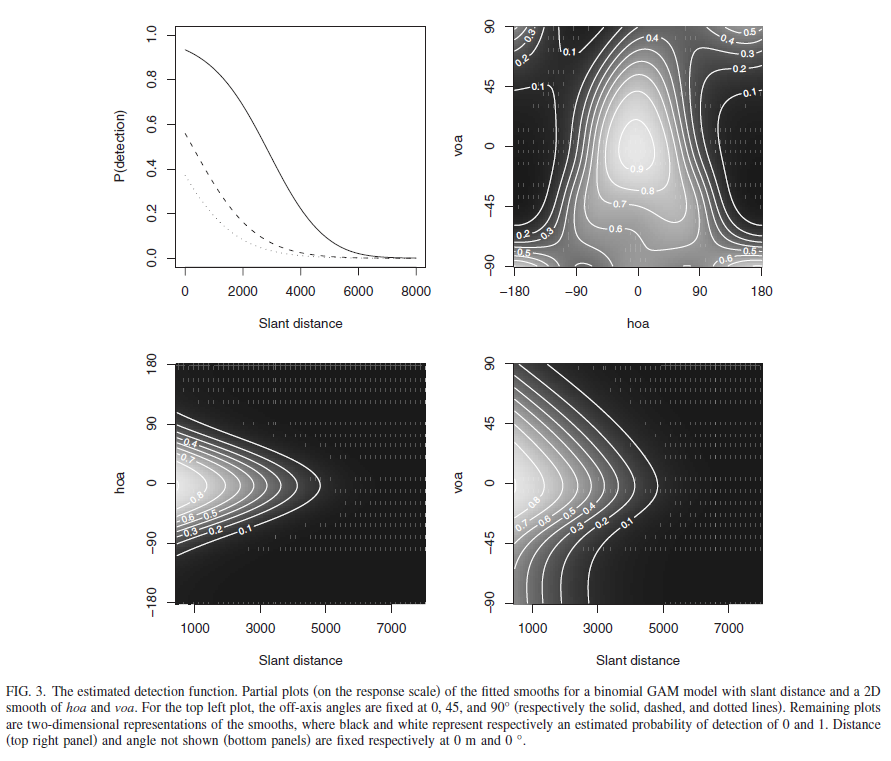 1.0
0.8
0.6
0.4
0.2
0.0
P(detection)
0 2000 4000 6000 8000
Slant distance
90
45
0
−45
−90
voa
0.3
0.2
0.1
0.4
0.4
0.5
0.3
0.2
0.1
0.1
0.9
0.8
0.7
0.6
0.2
0.3
0.5
0.5
0.6
−180 −90 0 90 180
hoa
180
90
0
−90
−180
hoa
0.4
0.7
0.8
0.6 0.5
0.3 0.2 0.1
1000 3000 5000 7000
Slant distance
90
45
0
−45
−90
voa
0.8
0.7 0.6 0.5 0.4
0.3 0.2 0.1
1000 3000 5000 7000
Slant distance
FIG. 3. The estimated detection function. Partial plots (on the response scale) of the fitted smooths for a binomial GAM model with slant distance and a 2D
smooth of hoa and voa. For the top left plot, the off-axis angles are fixed at 0, 45, and 90° (respectively the solid, dashed, and dotted lines). Remaining plots
are two-dimensional representations of the smooths, where black and white represent respectively an estimated probability of detection of 0 and 1. Distance
(top right panel) and angle not shown (bottom panels) are fixed respectively at 0 m and 0 °.